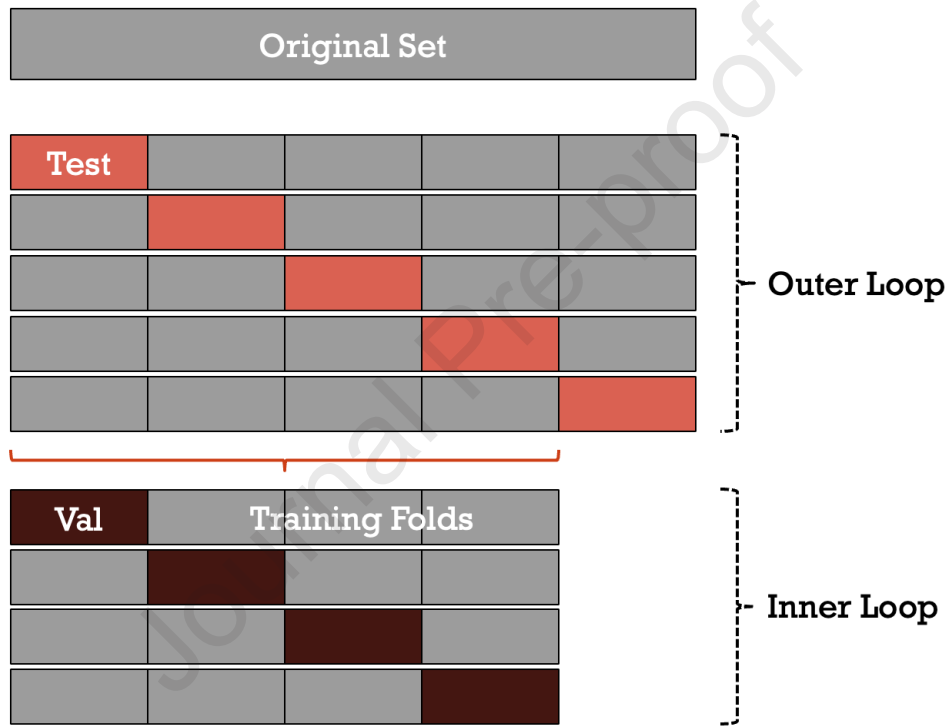 Original Set
Test
Outer Loop
Val
Training Folds
Inner Loop
Journal Pre-proof